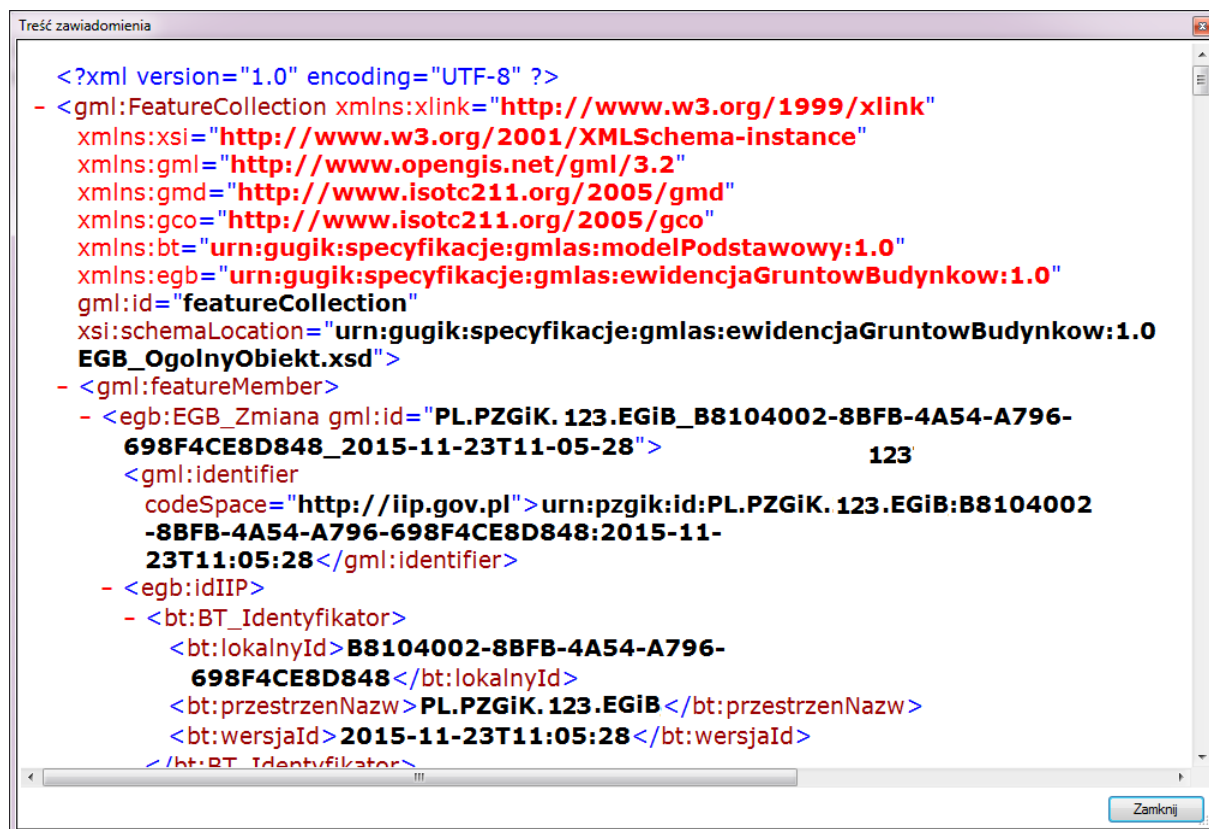 Treść zawiadomienia
<?xml version="1.0" encoding="UTF-8" ?>
- <gml:FeatureCollection xmlns:xlink="http://www.w3.org/1999/xlink"
xmlns:xsi="http://www.w3.org/2001/XMLSchema-instance"
xmlns:gml="http://www.opengis.net/gml/3.2"
xmlns:gmd="http://www.isotc211.org/2005/gmd"
xmlns:gco="http://www.isotc211.org/2005/gco"
xmlns:bt="urn:gugik:specyfikacje:gmlas:modelPodstawowy:1.0"
xmlns:egb="urn:gugik:specyfikacje:gmlas:ewidencjaGruntowBudynkow:1.0"
gml:id="featureCollection"
xsi:schemaLocation="urn:gugik:specyfikacje:gmlas:ewidencjaGruntowBudynkow:1.0
EGB_OgolnyObiekt.xsd">
- <gml:featureMember>
- <egb:EGB_Zmiana gml:id="PL.PZGiK.123.EGiB_B8104002-8BFB-4A54-A796-
698F4CE8D848_2015-11-23T11-05-28">
123
<gml:identifier
codeSpace="http://iip.gov.pl">urn:pzgik:id:PL.PZGiK.123.EGiB:B8104002
-8BFB-4A54-A796-698F4CE8D848:2015-11-
23T11:05:28</gml:identifier>
- <egb:idIIP>
- <bt:BT_Identyfikator>
<bt:lokalnyId>B8104002-8BFB-4A54-A796-
698F4CE8D848</bt:lokalnyId>
<bt:przestrzenNazw>PL.PZGiK.123.EGiB</bt:przestrzenNazw>
<bt:wersjaId>2015-11-23T11:05:28</bt:wersjaId>
</bt:BT_Identyfikator>
Zamknij